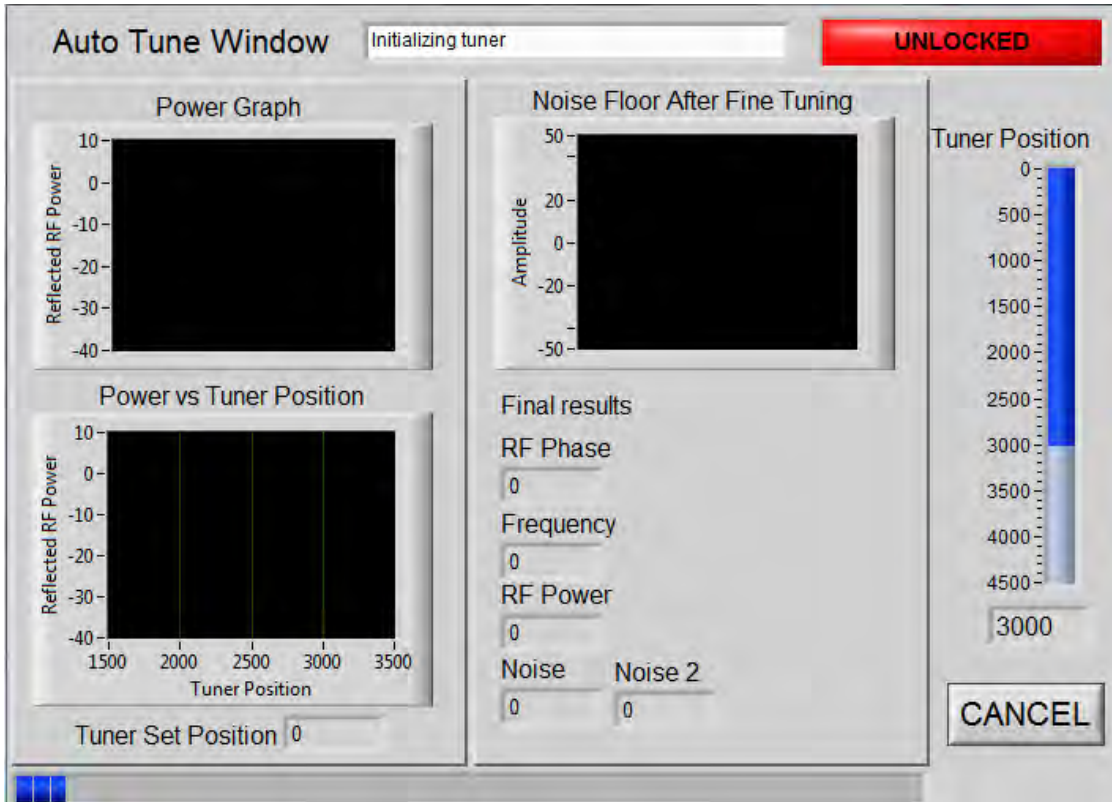 Auto Tune Window
Initializing tuner
UNLOCKED
Power Graph
Reflected RF Power
10
0
-10
-20
-30
-40
Power vs Tuner Position
Reflected RF Power
10
0
-10
-20
-30
-40
1500 2000 2500 3000 3500
Tuner Position
Tuner Set Position 0
Noise Floor After Fine Tuning
Amplitude
50
20
0
-20
-50
Final results
RF Phase
0
Frequency
0
RF Power
0
Noise Noise 2
0 0
Tuner Position
0
500
1000
1500
2000
2500
3000
3500
4000
4500
3000
CANCEL